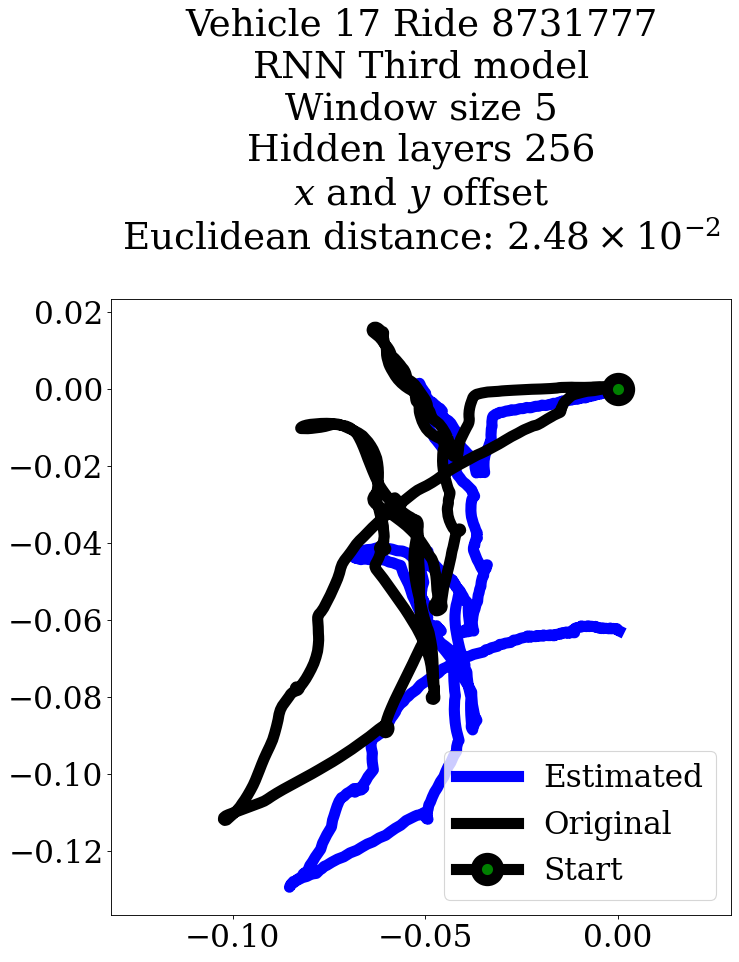 Vehicle 17 Ride 8731777
RNN Third model
Window size 5
Hidden layers 256
x and y offset
Euclidean distance: 2.48 × 10⁻²
0.02
0.00
−0.02
−0.04
−0.06
−0.08
−0.10
−0.12
Estimated
Original
Start
−0.10
−0.05
0.00